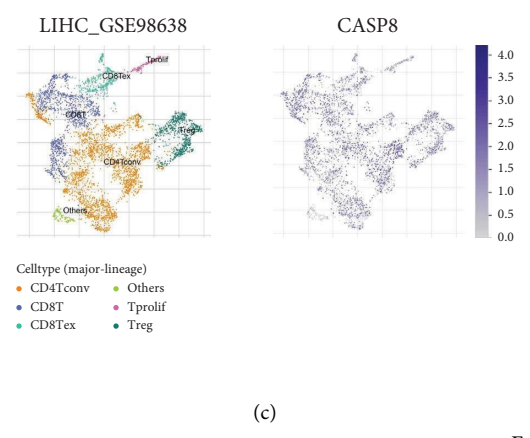 LIHC_GSE98638
CASP8
Tprolif
CD8Tex
CD8T
Treg
CD4Tconv
Others
4.0
3.5
3.0
2.5
2.0
1.5
1.0
0.5
0.0
Celltype (major-lineage)
CD4Tconv
Others
CD8T
Tprolif
CD8Tex
Treg
(c)